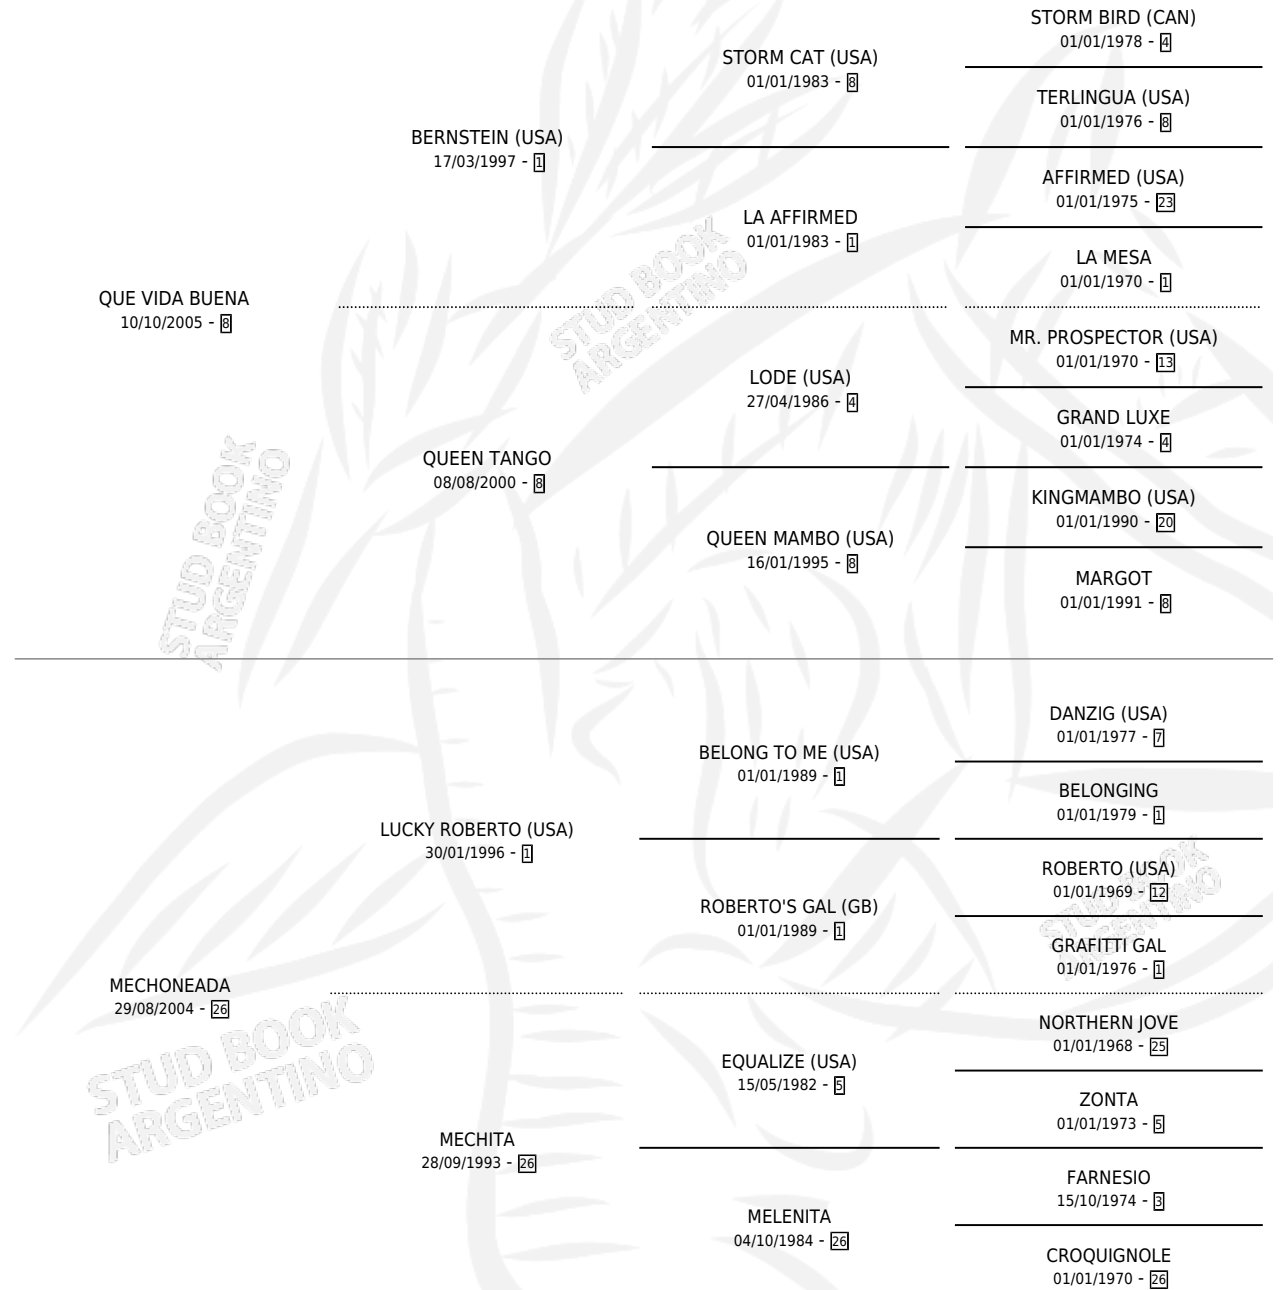 STORM BIRD (CAN)
01/01/1978 - 4
STORM CAT (USA)
01/01/1983 - 8
TERLINGUA (USA)
01/01/1976 - 8
BERNSTEIN (USA)
17/03/1997 - 1
AFFIRMED (USA)
01/01/1975 - 23
LA AFFIRMED
01/01/1983 - 1
LA MESA
01/01/1970 - 1
QUE VIDA BUENA
10/10/2005 - 8
MR. PROSPECTOR (USA)
01/01/1970 - 13
LODE (USA)
27/04/1986 - 4
GRAND LUXE
01/01/1974 - 4
QUEEN TANGO
08/08/2000 - 8
KINGMAMBO (USA)
01/01/1990 - 20
QUEEN MAMBO (USA)
16/01/1995 - 8
MARGOT
01/01/1991 - 8
DANZIG (USA)
01/01/1977 - 7
BELONG TO ME (USA)
01/01/1989 - 1
BELONGING
01/01/1979 - 1
LUCKY ROBERTO (USA)
30/01/1996 - 1
ROBERTO (USA)
01/01/1969 - 12
ROBERTO'S GAL (GB)
01/01/1989 - 1
GRAFITTI GAL
01/01/1976 - 1
MECHONEADA
29/08/2004 - 26
NORTHERN JOVE
01/01/1968 - 25
EQUALIZE (USA)
15/05/1982 - 5
ZONTA
01/01/1973 - 5
MECHITA
28/09/1993 - 26
FARNESIO
15/10/1974 - 3
MELENITA
04/10/1984 - 26
CROQUIGNOLE
01/01/1970 - 26
STUD BOOK
ARGENTINO
STUD BOOK
ARGENTINO
STUD BOOK
ARGENTINO
STUD BOOK
ARGENTINO